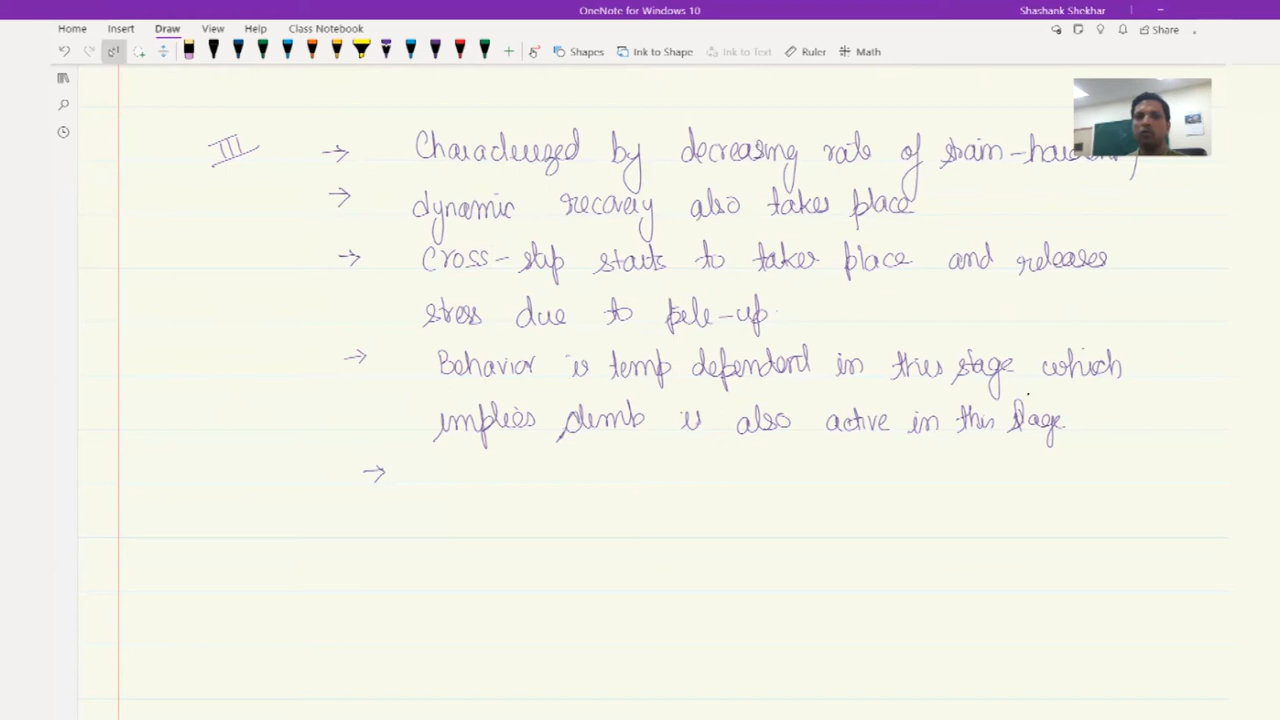 OneNote for Windows 10
Shashank Shekhar
Home Insert Draw View Help Class Notebook
Share
Shapes Ink to Shape Ink to Text Ruler Math
III → Characterized by decreasing rate of strain-hardening
→ dynamic recovery also takes place
→ Cross-slip starts to takes place and releases
stress due to pile-up.
→ Behavior is temp dependent in this stage which
implies climb is also active in this stage
→